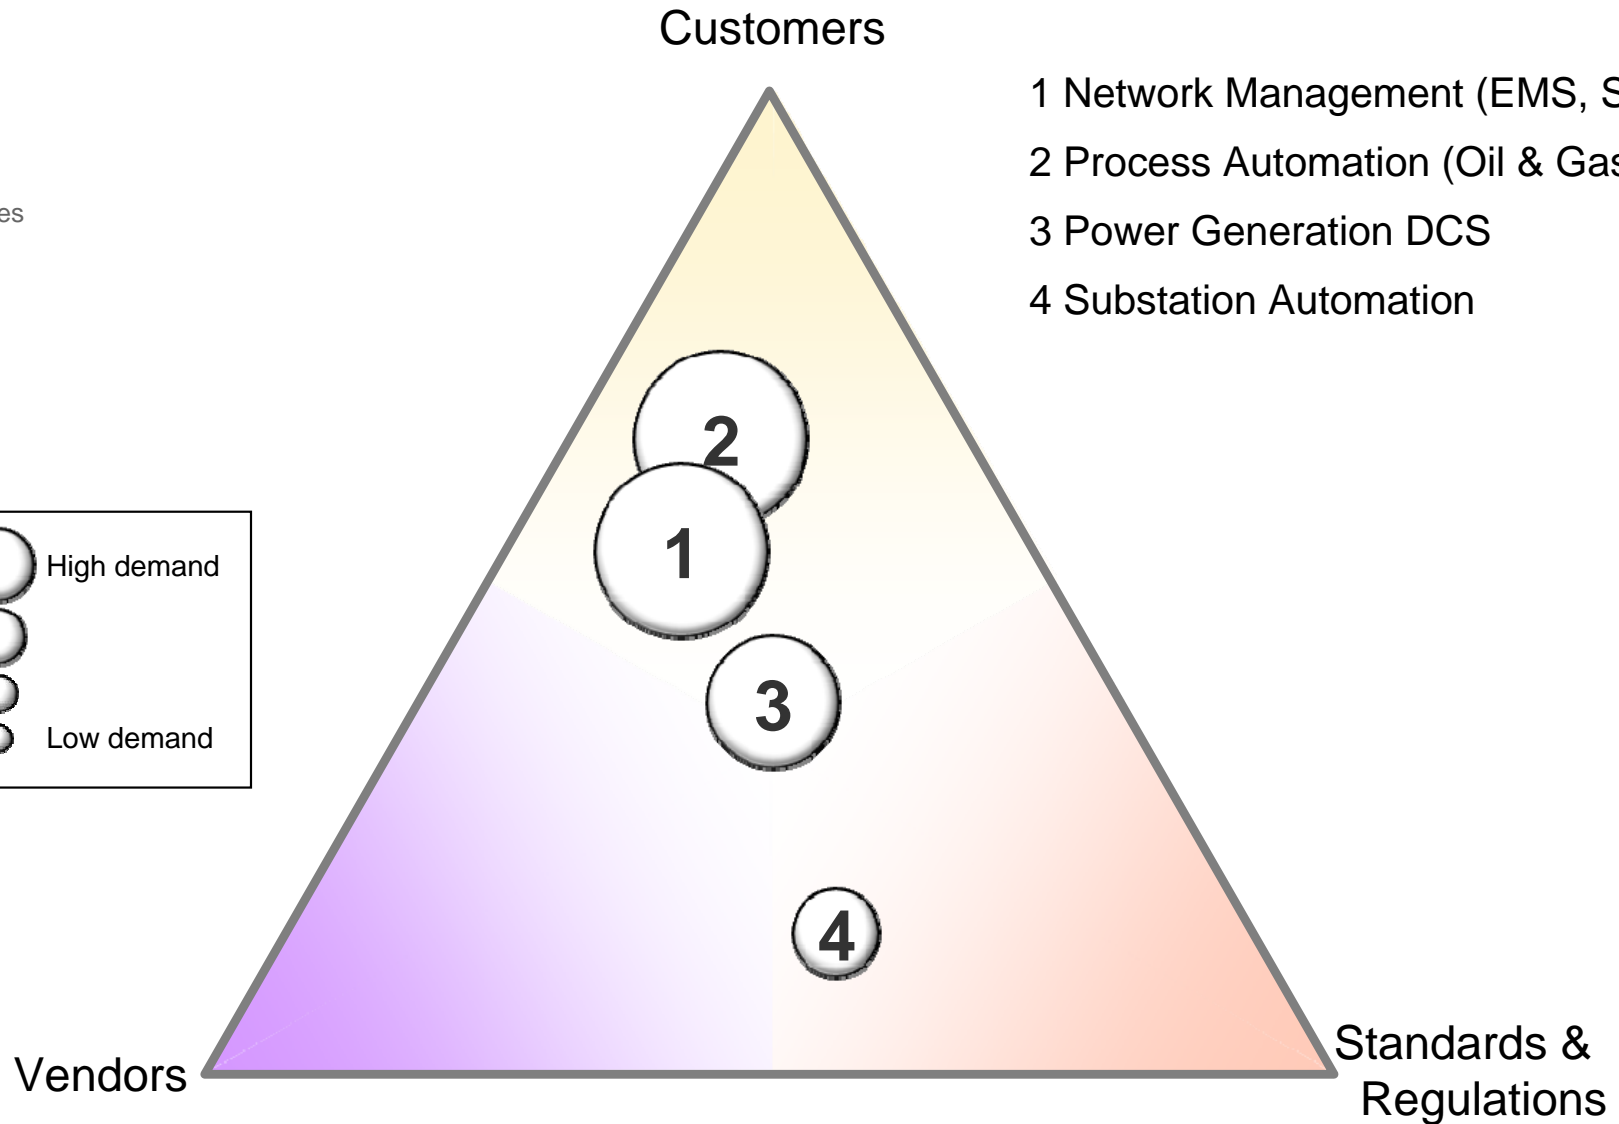 Customers
1 Network Management (EMS, S
2 Process Automation (Oil & Gas
3 Power Generation DCS
4 Substation Automation
es
2
1
3
4
High demand
Low demand
Vendors
Standards &
Regulations